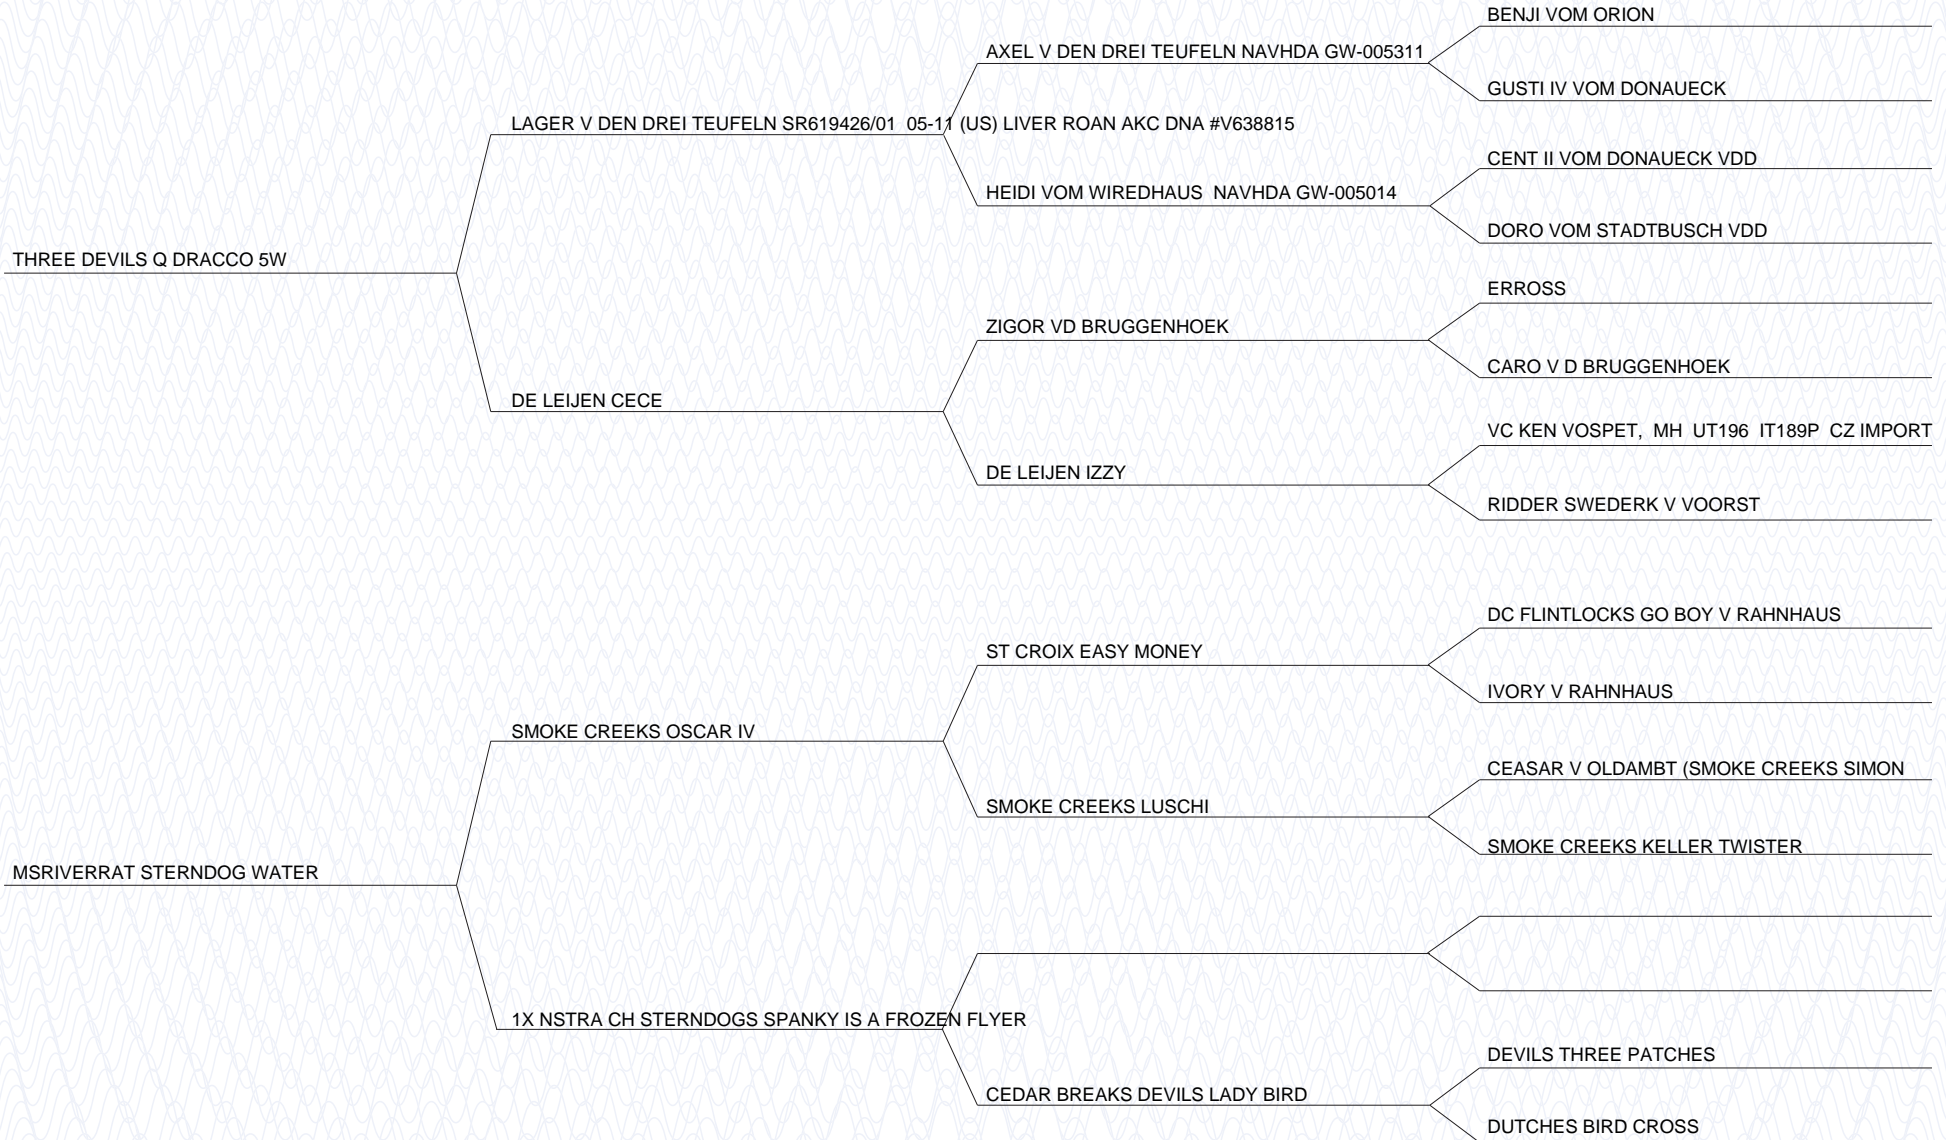 BENJI VOM ORION
AXEL V DEN DREI TEUFELN NAVHDA GW-005311
GUSTI IV VOM DONAUECK
LAGER V DEN DREI TEUFELN SR619426/01  05-11 (US) LIVER ROAN AKC DNA #V638815
CENT II VOM DONAUECK VDD
HEIDI VOM WIREDHAUS  NAVHDA GW-005014
DORO VOM STADTBUSCH VDD
THREE DEVILS Q DRACCO 5W
ERROSS
ZIGOR VD BRUGGENHOEK
CARO V D BRUGGENHOEK
DE LEIJEN CECE
VC KEN VOSPET,  MH  UT196  IT189P  CZ IMPORT
DE LEIJEN IZZY
RIDDER SWEDERK V VOORST
DC FLINTLOCKS GO BOY V RAHNHAUS
ST CROIX EASY MONEY
IVORY V RAHNHAUS
SMOKE CREEKS OSCAR IV
CEASAR V OLDAMBT (SMOKE CREEKS SIMON
SMOKE CREEKS LUSCHI
SMOKE CREEKS KELLER TWISTER
MSRIVERRAT STERNDOG WATER
1X NSTRA CH STERNDOGS SPANKY IS A FROZEN FLYER
DEVILS THREE PATCHES
CEDAR BREAKS DEVILS LADY BIRD
DUTCHES BIRD CROSS